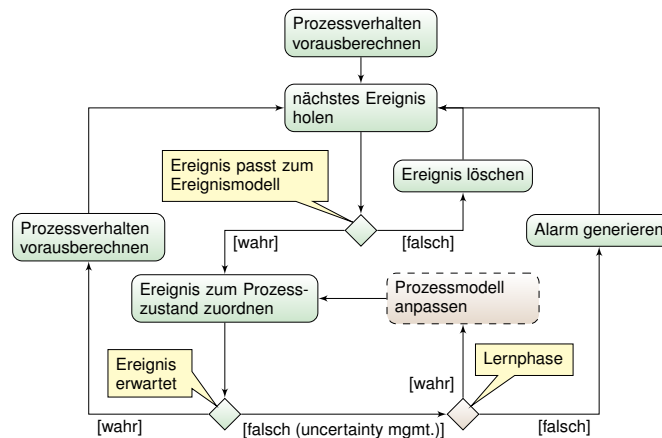 Prozessverhalten
vorausberechnen
nächstes Ereignis
holen
Ereignis passt zum
Ereignismodell
Ereignis löschen
Prozessverhalten
vorausberechnen
Alarm generieren
[wahr]
[falsch]
Ereignis zum Prozess-
zustand zuordnen
Prozessmodell
anpassen
Ereignis
erwartet
Lernphase
[wahr]
[wahr]
[falsch (uncertainty mgmt.)]
[falsch]